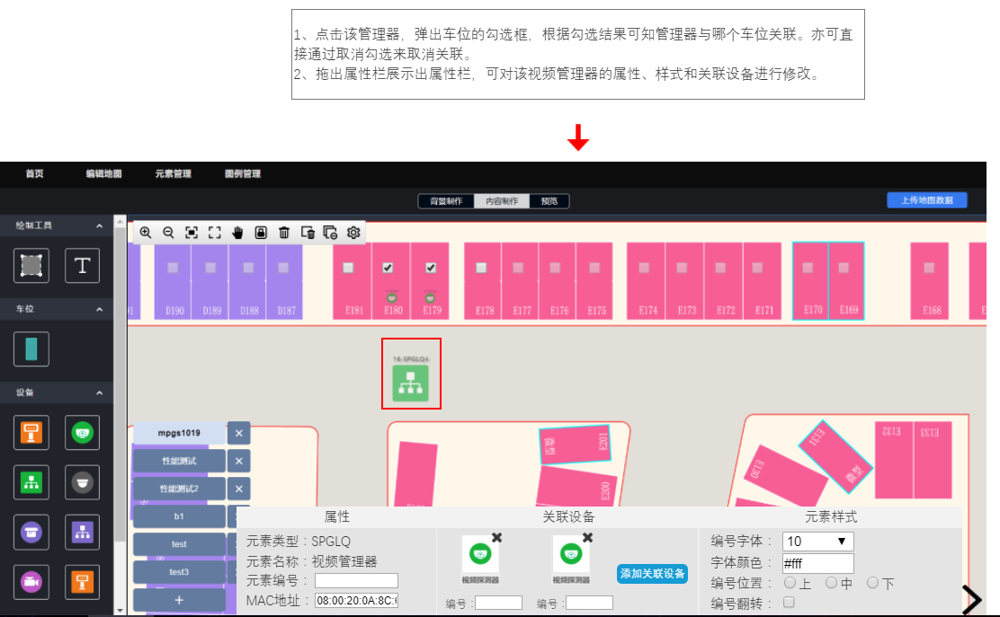 1、点击该管理器，弹出车位的勾选框，根据勾选结果可知管理器与哪个车位关联。亦可直
接通过取消勾选来取消关联。
2、拖出属性栏展示出属性栏，可对该视频管理器的属性、样式和关联设备进行修改。
首页 编辑地图 元素管理 图例管理
背景制作 内容制作 预览 上传地图数据
绘制工具
T
车位
设备
91 D190 D189 D188 D187 E181 E180 E179 E178 E177 E176 E175 E174 E173 E172 E171 E170 E169 E168 E
16.SPGLQ4.
mpgs1019
性能测试
性能测试2
b1
test
test3
+
微型 E201
E200
E130
E131 微型
E132 E133
属性 关联设备 元素样式
元素类型：SPGLQ
元素名称：视频管理器
元素编号：
MAC地址：08:00:20:0A:8C:
视频探测器 视频探测器
编号： 编号：
添加关联设备
编号字体： 10
字体颜色： #fff
编号位置： 上 中 下
编号翻转：